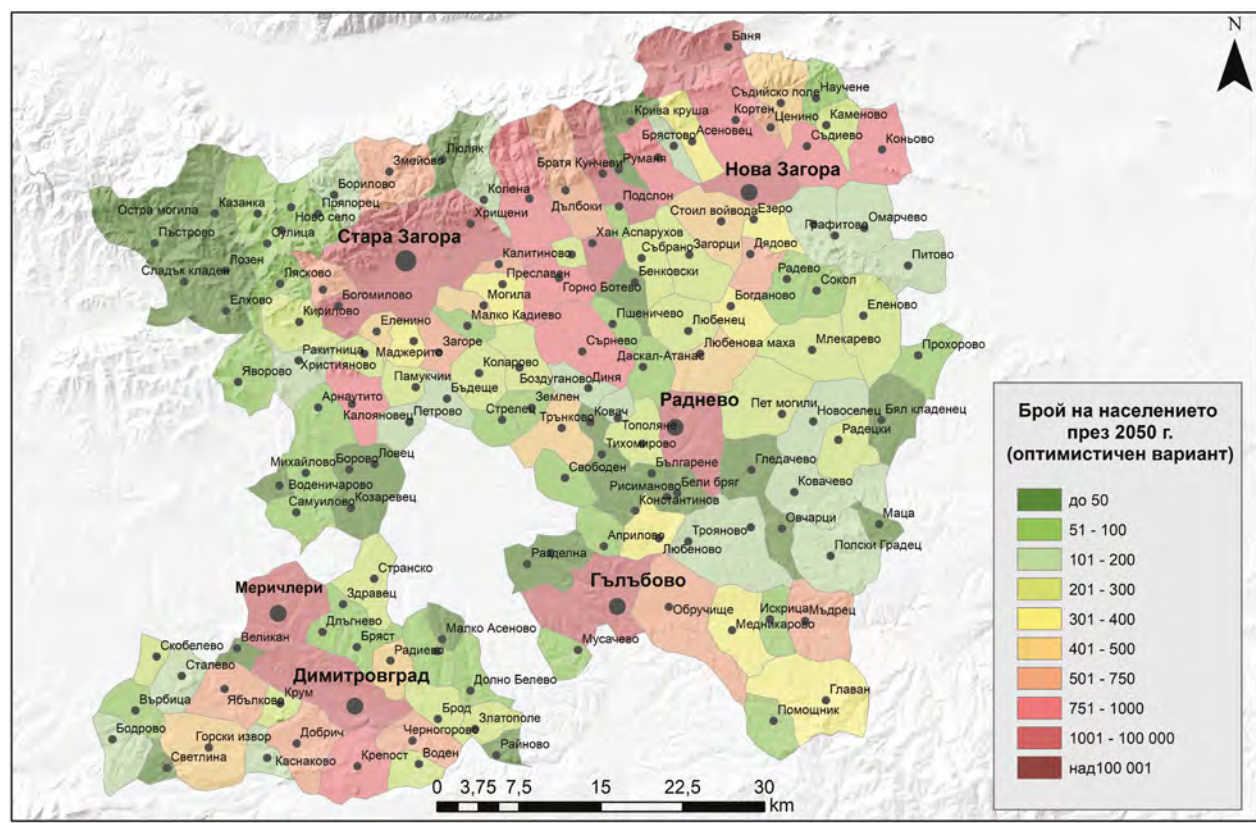 N
Баня
Съдийско поле
Научене
Крива круша
Кортен
Ценино
Каменово
Брястово
Асеновец
Съдиево
Коньово
Люляк
Змейово
Братя Кунчеви
Нова Загора
Борилово
Колена
Подслон
Казанка
Пряпорец
Дълбоки
Остра могила
Ново село
Хрищени
Стоил войвода
Езеро
Омарчево
Графитово
Пъстрово
Сулица
Стара Загора
Хан Аспарухов
Събрано
Загорци
Дядово
Лозен
Калитиново
Питово
Сладък кладен
Лясково
Преславен
Горно Ботево
Бенковски
Радево
Сокол
Елхово
Богомилово
Могила
Богданово
Кирилово
Малко Кадиево
Пшеничево
Еленово
Еленино
Любенец
Загоре
Сърнево
Любенова маха
Млекарево
Ракитница
Маджерито
Даскал-Атанас
Прохорово
Християново
Коларово
Яворово
Памукчии
Боздуганово
Диня
Бъдеще
Раднево
Арнаутито
Землен
Калояновец
Петрово
Стрелец
Ковач
Пет могили
Новоселец
Бял кладенец
Трънково
Тополяне
Радецки
Тихомирово
Ловец
Борово
Михайлово
Свободен
Българене
Гледачево
Воденичарово
Рисиманово
Бели бряг
Ковачево
Козаревец
Самуилово
Константинов
Маца
Трояново
Овчарци
Априлово
Любеново
Полски Градец
Разделна
Странско
Гълъбово
Меричлери
Здравец
Обручище
Искрица
Мъдрец
Длъгнево
Медникарово
Малко Асеново
Великан
Бряст
Мусачево
Скобелево
Радиево
Сталево
Димитровград
Долно Белево
Ябълково
Крум
Главан
Върбица
Брод
Златополе
Помощник
Бодрово
Горски извор
Добрич
Черногорово
Светлина
Каснаково
Крепост
Воден
Райново
0 3,75 7,5 15 22,5 30
km
Брой на населението
през 2050 г.
(оптимистичен вариант)
до 50
51 - 100
101 - 200
201 - 300
301 - 400
401 - 500
501 - 750
751 - 1000
1001 - 100 000
над100 001